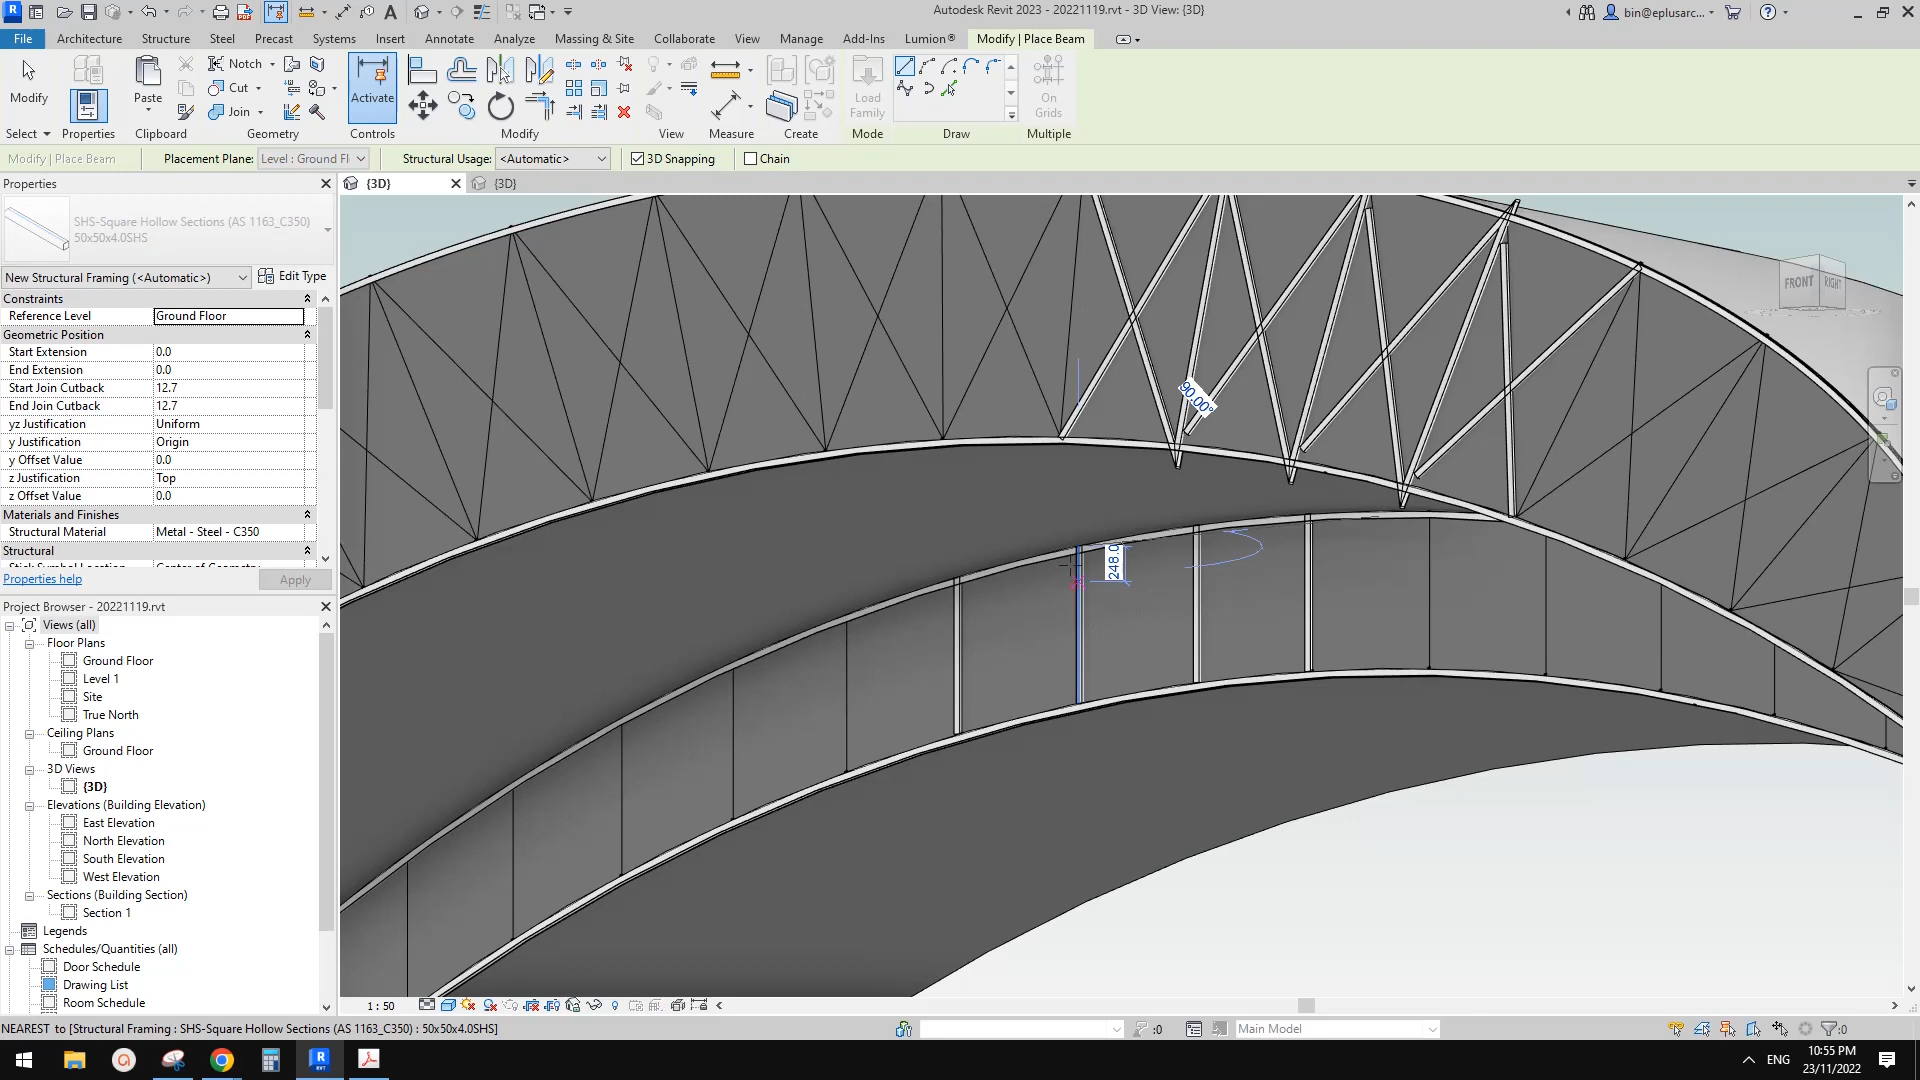 Autodesk Revit 2023 - 20221119.rvt - 3D View: {3D}
bin@eplusarc...
File Architecture Structure Steel Precast Systems Insert Annotate Analyze Massing & Site Collaborate View Manage Add-Ins Lumion® Modify | Place Beam
Modify
Paste
Notch
Cut
Join
Activate
Load Family
On Grids
Select Properties Clipboard Geometry Controls Modify View Measure Create Mode Draw Multiple
Modify | Place Beam Placement Plane: Level : Ground Fl Structural Usage: <Automatic> 3D Snapping Chain
Properties
{3D} {3D}
SHS-Square Hollow Sections (AS 1163_C350)
50x50x4.0SHS
New Structural Framing (<Automatic>) Edit Type
Constraints
Reference Level Ground Floor
Geometric Position
Start Extension 0.0
End Extension 0.0
Start Join Cutback 12.7
End Join Cutback 12.7
yz Justification Uniform
y Justification Origin
y Offset Value 0.0
z Justification Top
z Offset Value 0.0
Materials and Finishes
Structural Material Metal - Steel - C350
Structural
Properties help Apply
FRONT RIGHT
90.00°
248.0
Project Browser - 20221119.rvt
Views (all)
Floor Plans
Ground Floor
Level 1
Site
True North
Ceiling Plans
Ground Floor
3D Views
{3D}
Elevations (Building Elevation)
East Elevation
North Elevation
South Elevation
West Elevation
Sections (Building Section)
Section 1
Legends
Schedules/Quantities (all)
Door Schedule
Drawing List
Room Schedule
1 : 50
NEAREST to [Structural Framing : SHS-Square Hollow Sections (AS 1163_C350) : 50x50x4.0SHS]
:0
Main Model
:0
ENG
10:55 PM
23/11/2022